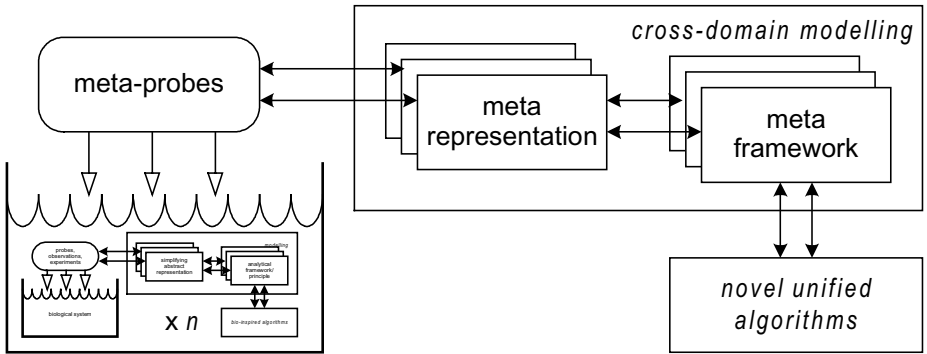 cross-domain modelling
meta-probes
meta
representation
meta
framework
probes,
observations,
experiments
modelling
simplifying
abstract
representation
analytical
framework/
principle
biological system
x n
bio-inspired algorithms
novel unified
algorithms